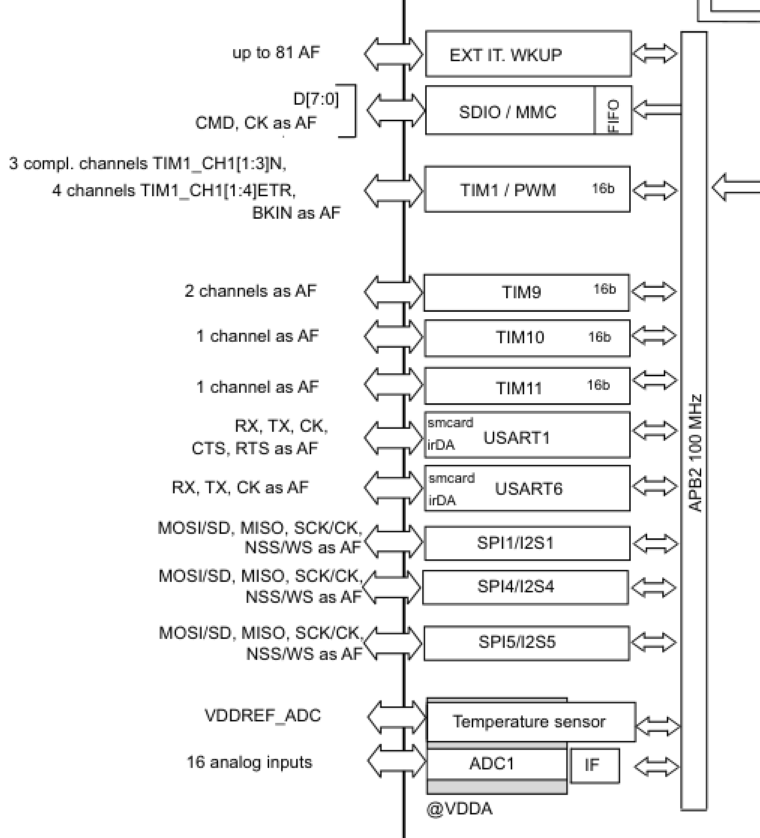 up to 81 AF
EXT IT. WKUP
D[7:0]
CMD, CK as AF
SDIO / MMC
FIFO
3 compl. channels TIM1_CH1[1:3]N,
4 channels TIM1_CH1[1:4]ETR,
BKIN as AF
TIM1 / PWM
16b
2 channels as AF
TIM9
16b
1 channel as AF
TIM10
16b
1 channel as AF
TIM11
16b
RX, TX, CK,
CTS, RTS as AF
smcard
irDA
USART1
RX, TX, CK as AF
smcard
irDA
USART6
MOSI/SD, MISO, SCK/CK,
NSS/WS as AF
SPI1/I2S1
MOSI/SD, MISO, SCK/CK,
NSS/WS as AF
SPI4/I2S4
MOSI/SD, MISO, SCK/CK,
NSS/WS as AF
SPI5/I2S5
VDDREF_ADC
Temperature sensor
16 analog inputs
ADC1
IF
@VDDA
APB2 100 MHz